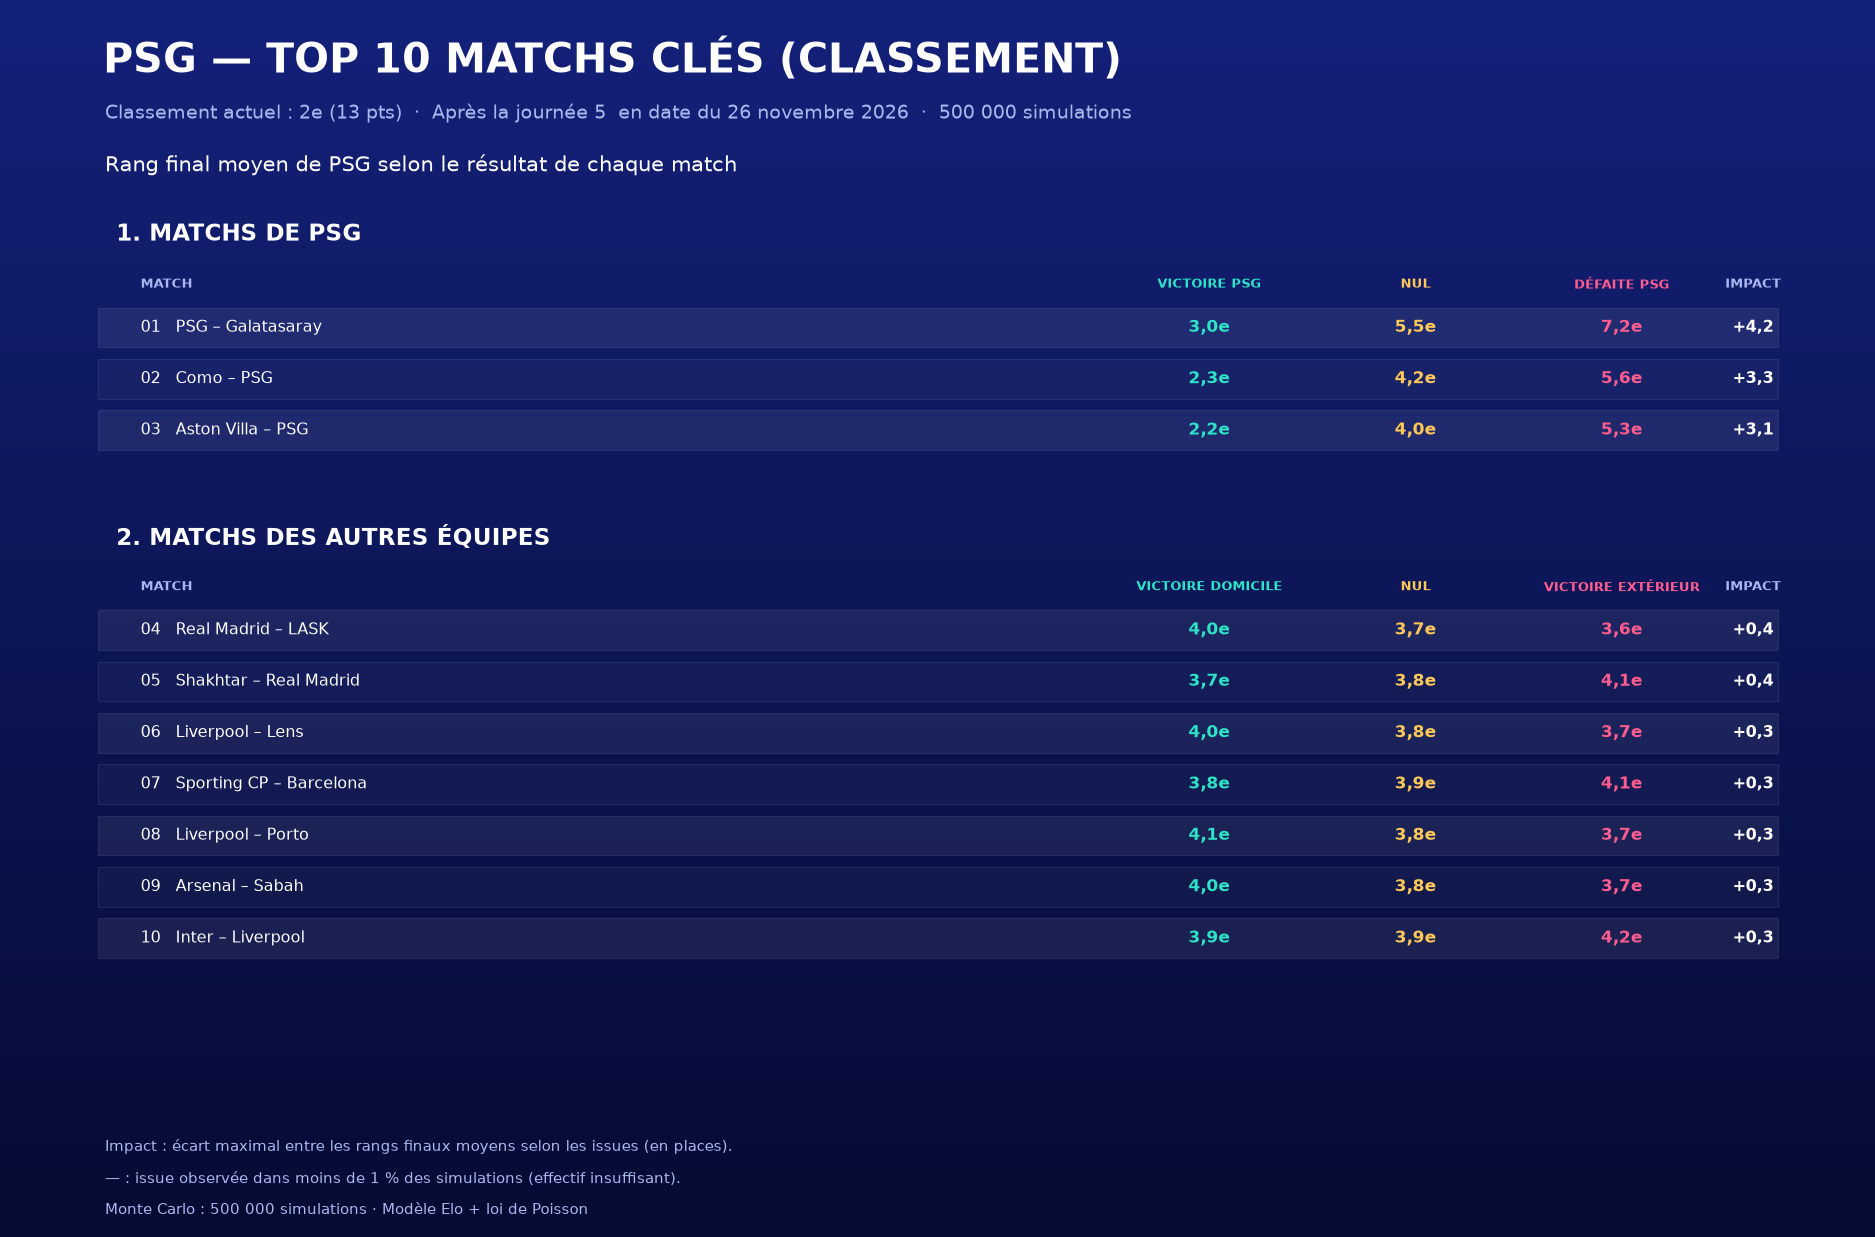 PSG — TOP 10 MATCHS CLÉS (CLASSEMENT)
Classement actuel : 2e (13 pts) · Après la journée 5 en date du 26 novembre 2026 · 500 000 simulations
Rang final moyen de PSG selon le résultat de chaque match
1. MATCHS DE PSG
MATCH VICTOIRE PSG NUL DÉFAITE PSG IMPACT
01 PSG – Galatasaray 3,0e 5,5e 7,2e +4,2
02 Como – PSG 2,3e 4,2e 5,6e +3,3
03 Aston Villa – PSG 2,2e 4,0e 5,3e +3,1
2. MATCHS DES AUTRES ÉQUIPES
MATCH VICTOIRE DOMICILE NUL VICTOIRE EXTÉRIEUR IMPACT
04 Real Madrid – LASK 4,0e 3,7e 3,6e +0,4
05 Shakhtar – Real Madrid 3,7e 3,8e 4,1e +0,4
06 Liverpool – Lens 4,0e 3,8e 3,7e +0,3
07 Sporting CP – Barcelona 3,8e 3,9e 4,1e +0,3
08 Liverpool – Porto 4,1e 3,8e 3,7e +0,3
09 Arsenal – Sabah 4,0e 3,8e 3,7e +0,3
10 Inter – Liverpool 3,9e 3,9e 4,2e +0,3
Impact : écart maximal entre les rangs finaux moyens selon les issues (en places).
— : issue observée dans moins de 1 % des simulations (effectif insuffisant).
Monte Carlo : 500 000 simulations · Modèle Elo + loi de Poisson